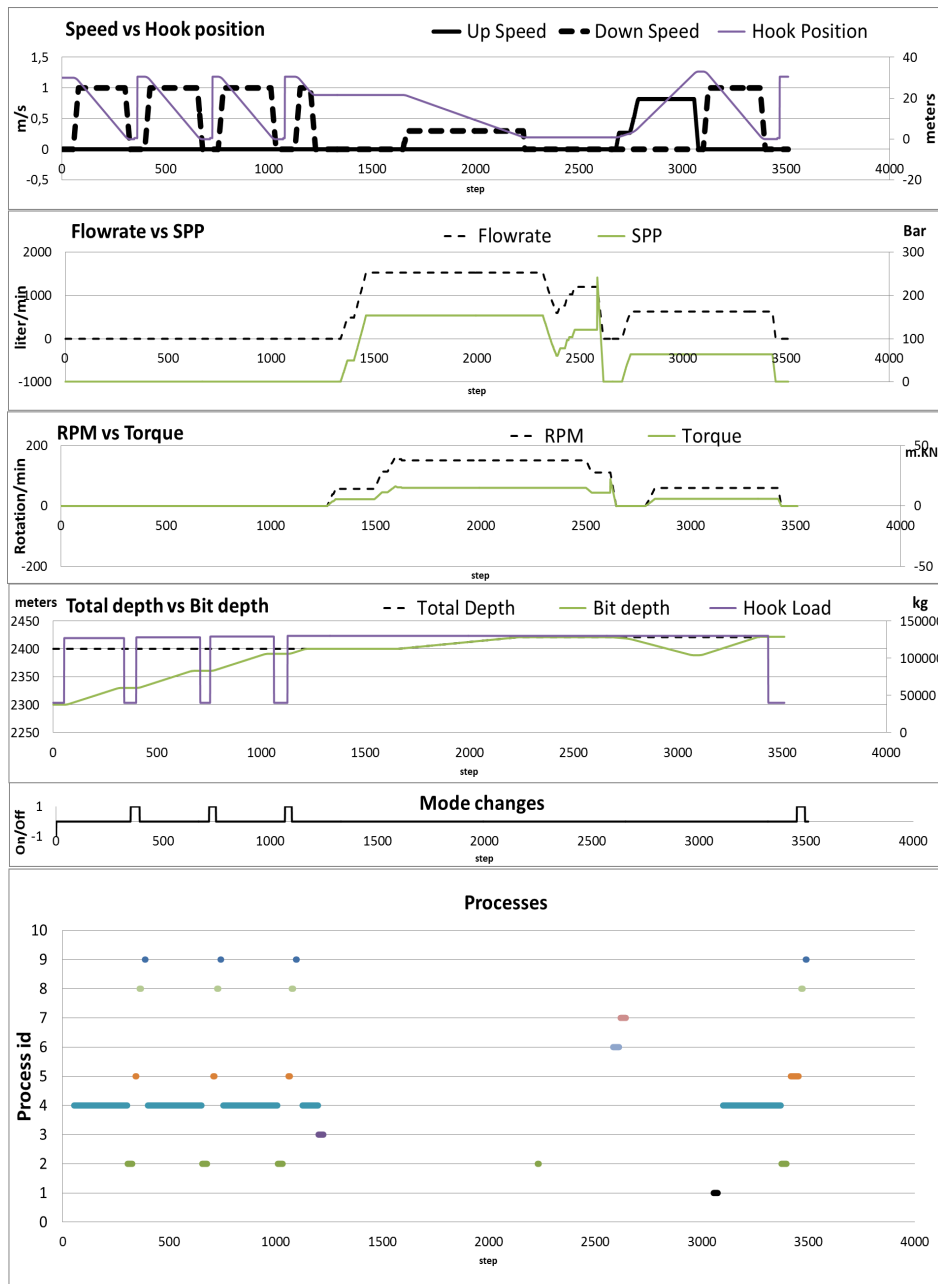 Speed vs Hook position
Up Speed Down Speed Hook Position
1,5
1
0,5
0
-0,5
m/s
40
20
0
-20
meters
0 500 1000 1500 2000 2500 3000 3500 4000
step
Flowrate vs SPP
Flowrate SPP
Bar
2000
1000
0
-1000
liter/min
300
200
100
0
0 500 1000 1500 2000 2500 3000 3500 4000
step
RPM vs Torque
RPM Torque
200
0
-200
Rotation/min
50
0
-50
m.KN
0 500 1000 1500 2000 2500 3000 3500 4000
step
meters
Total depth vs Bit depth
Total Depth Bit depth Hook Load
kg
2450
2400
2350
2300
2250
150000
100000
50000
0
0 500 1000 1500 2000 2500 3000 3500 4000
step
Mode changes
On/Off
1
-1
0 500 1000 1500 2000 2500 3000 3500 4000
step
Processes
Process id
10
9
8
7
6
5
4
3
2
1
0
0 500 1000 1500 2000 2500 3000 3500 4000
step